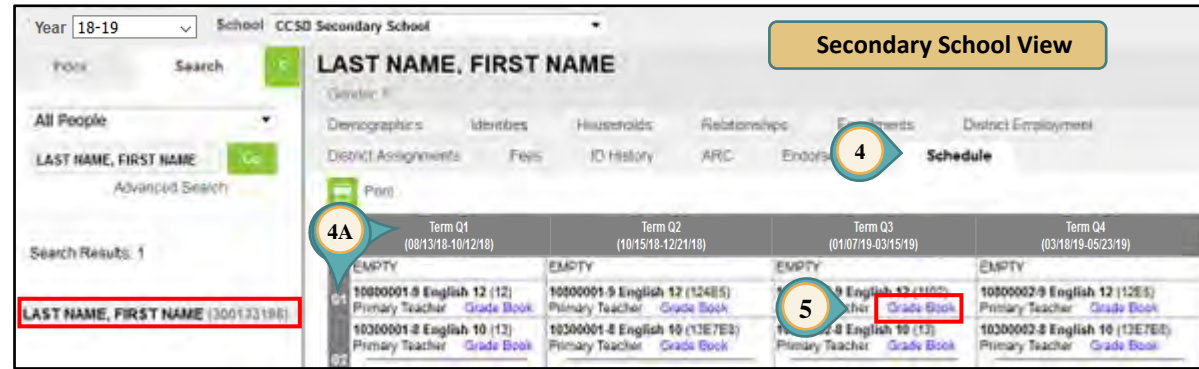 Year 18-19 School CCSD Secondary School
Secondary School View
Index Search <
LAST NAME, FIRST NAME
Gender: F
All People
Demographics Identities Households Relationships Enrollments District Employment
LAST NAME, FIRST NAME Go
District Assignments Fees ID History ARC 4 Schedule
Advanced Search
Print
4A
Term Q1 Term Q2 Term Q3 Term Q4
(08/13/18-10/12/18) (10/15/18-12/21/18) (01/07/19-03/15/19) (03/18/19-05/23/19)
Search Results: 1
EMPTY EMPTY EMPTY EMPTY
01 10800001-9 English 12 (12) 10800001-9 English 12 (124E5) English 12 10800002-9 English 12 (12E5)
LAST NAME, FIRST NAME (300133198)
Primary Teacher Grade Book Primary Teacher Grade Book 5 Grade Book Primary Teacher Grade Book
10300001-8 English 10 (12) 10300001-8 English 10 (13E7E8) English 10 (13) 10300002-8 English 10 (13E7E8)
02 Primary Teacher Grade Book Primary Teacher Grade Book Primary Teacher Grade Book Primary Teacher Grade Book